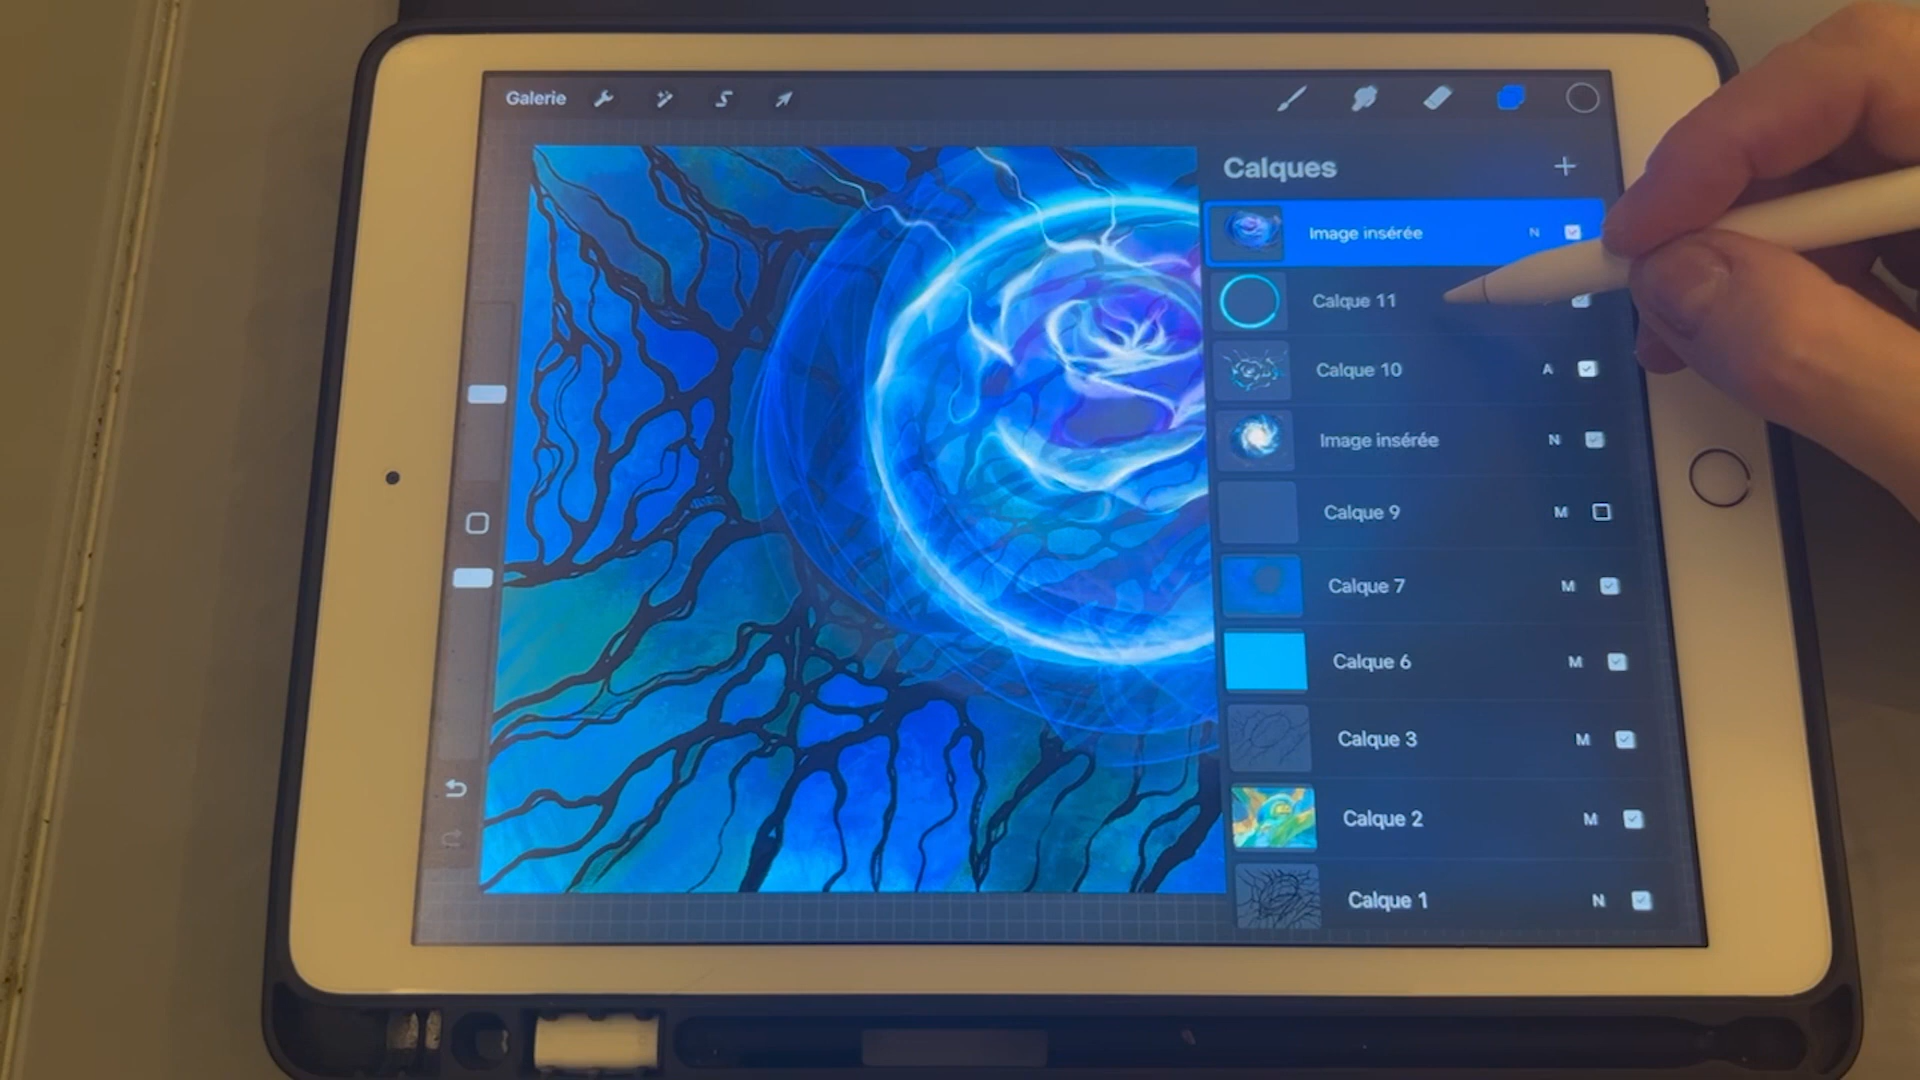 Galerie
Calques
Image insérée N
Calque 11
Calque 10 A
Image insérée N
Calque 9 M
Calque 7 M
Calque 6 M
Calque 3 M
Calque 2 M
Calque 1 N